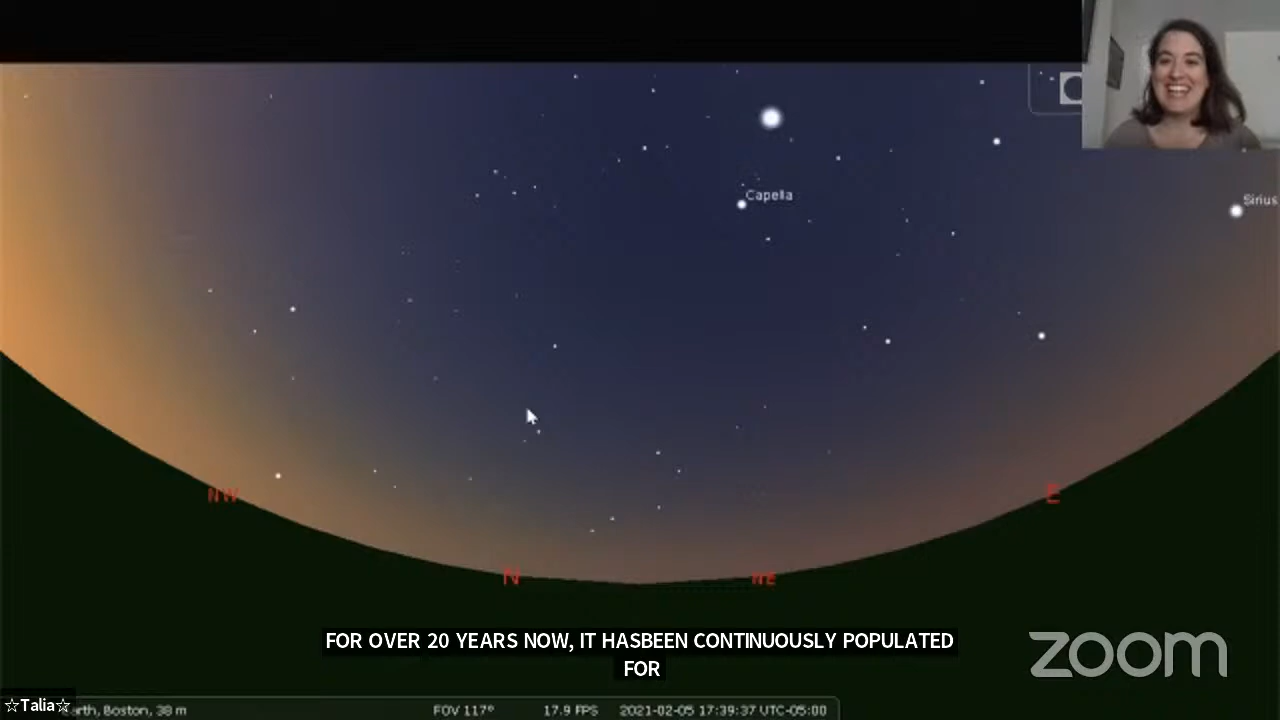 Capella
Sirius
NW
E
N
NE
FOR OVER 20 YEARS NOW, IT HASBEEN CONTINUOUSLY POPULATED
FOR
zoom
☆Talia☆
arth, Boston, 38 m
FOV 117°
17.9 FPS
2021-02-05 17:39:37 UTC-05:00